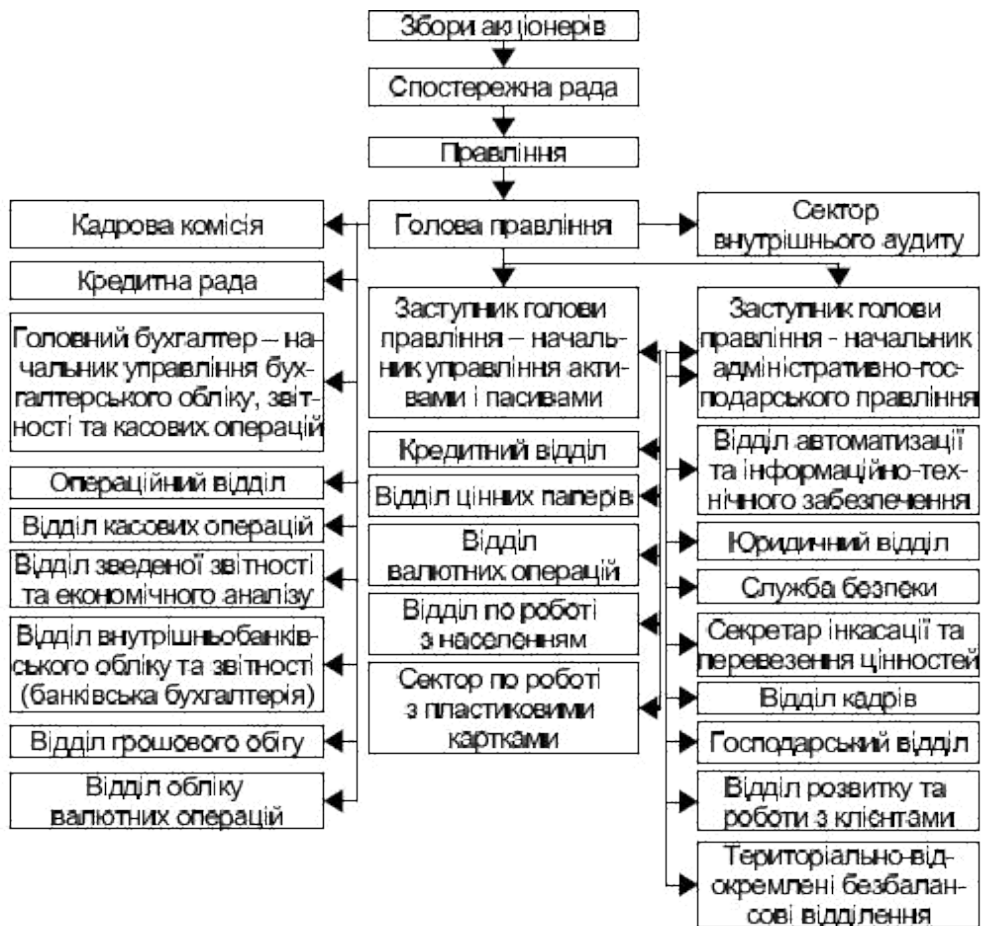 Збори акціонерів
Спостережна рада
Правління
Голова правління
Кадрова комісія
Сектор
внутрішнього аудиту
Кредитна рада
Головний бухгалтер – на-
чальник управління бух-
галтерського обліку, звіт-
ності та касових операцій
Операційний відділ
Відділ касових операцій
Відділ зведеної звітності
та економічного аналізу
Відділ внутрішньобанків-
ського обліку та звітності
(банківська бухгалтерія)
Відділ грошового обігу
Відділ обліку
валютних операцій
Заступник голови
правління – началь-
ник управління акти-
вами і пасивами
Кредитний відділ
Відділ цінних паперів
Відділ
валютних операцій
Відділ по роботі
з населенням
Сектор по роботі
з пластиковими
картками
Заступник голови
правління - начальник
адміністративно-гос-
подарського правління
Відділ автоматизації
та інформаційно-тех-
нічного забезпечення
Юридичний відділ
Служба безпеки
Секретар інкасації та
перевезення цінностей
Відділ кадрів
Господарський відділ
Відділ розвитку та
роботи з клієнтами
Територіально-від-
окремлені безбалан-
сові відділення